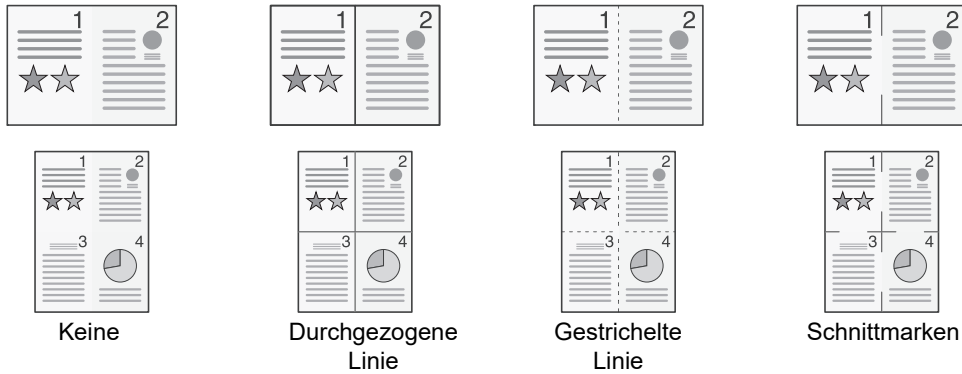 1 2 1 2 1 2 1 2
1 2 1 2 1 2 1 2
3 4 3 4 3 4 3 4
Keine Durchgezogene Gestrichelte Schnittmarken
Linie Linie